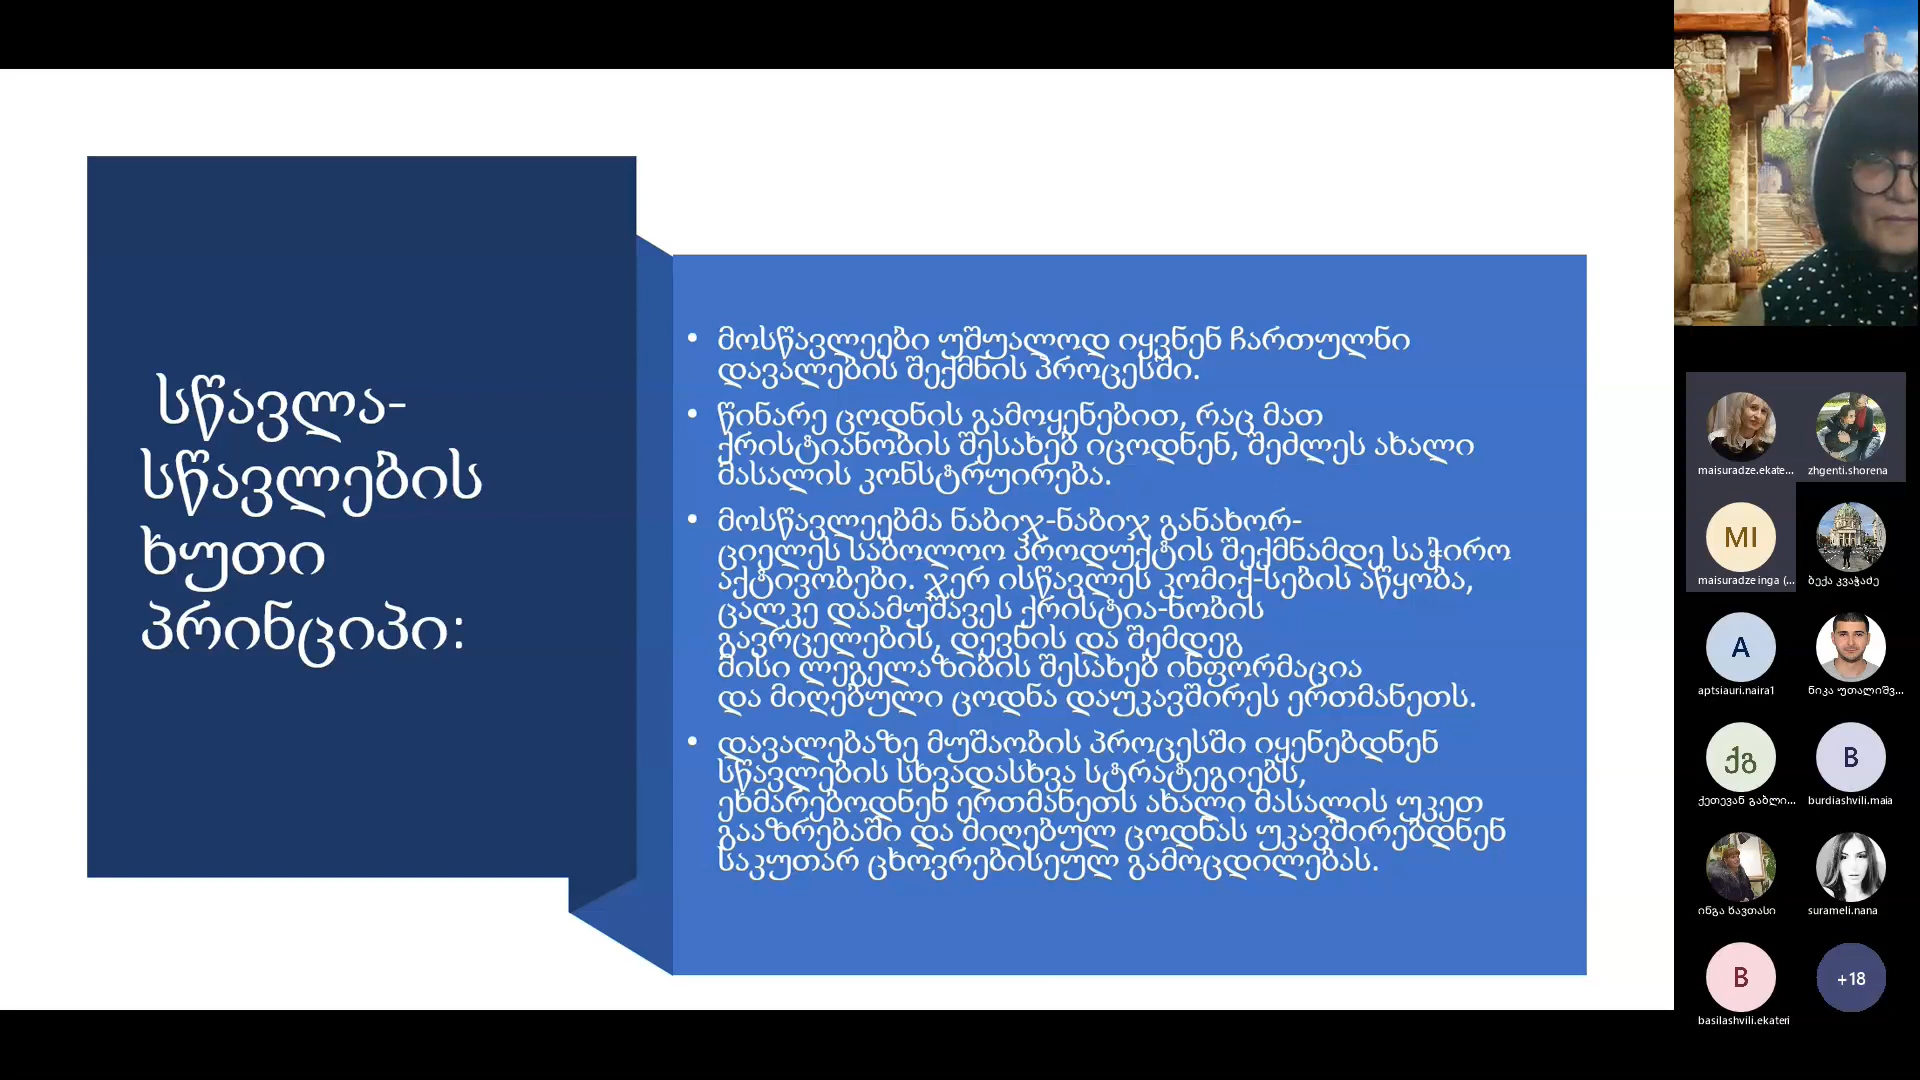 სწავლა-
სწავლების
ხუთი
პრინციპი:
• მოსწავლეები უშუალოდ იყვნენ ჩართულნი
დავალების შექმნის პროცესში.
• წინარე ცოდნის გამოყენებით, რაც მათ
ქრისტიანობის შესახებ იცოდნენ, შეძლეს ახალი
მასალის კონსტრუირება.
• მოსწავლეებმა ნაბიჯ-ნაბიჯ განახორ-
ციელეს საბოლოო პროდუქტის შექმნამდე საჭირო
აქტივობები. ჯერ ისწავლეს კომიქ-სების აწყობა,
ცალკე დაამუშავეს ქრისტია-ნობის
გავრცელების, დევნის და შემდეგ
მისი ლეგელაზიბის შესახებ ინფორმაცია
და მიღებული ცოდნა დაუკავშირეს ერთმანეთს.
• დავალებაზე მუშაობის პროცესში იყენებდნენ
სწავლების სხვადასხვა სტრატეგიებს,
ეხმარებოდნენ ერთმანეთს ახალი მასალის უკეთ
გააზრებაში და მიღებულ ცოდნას უკავშირებდნენ
საკუთარ ცხოვრებისეულ გამოცდილებას.
maisuradze.ekate...
zhgenti.shorena
MI
maisuradze inga (...
ბექა კვაჭაძე
A
aptsiauri.naira1
ნიკა უთალიშვ...
ქგ
ქეთევან გაბლი...
B
burdiashvili.maia
ინგა ნავთასი
surameli.nana
B
basilashvili.ekateri
+18